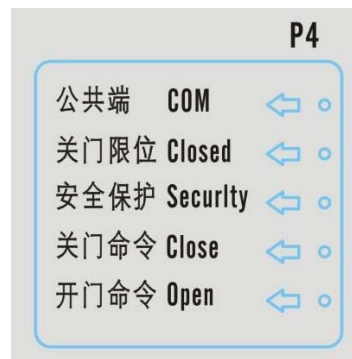 P4
公共端 COM
关门限位 Closed
安全保护 Securlty
关门命令 Close
开门命令 Open